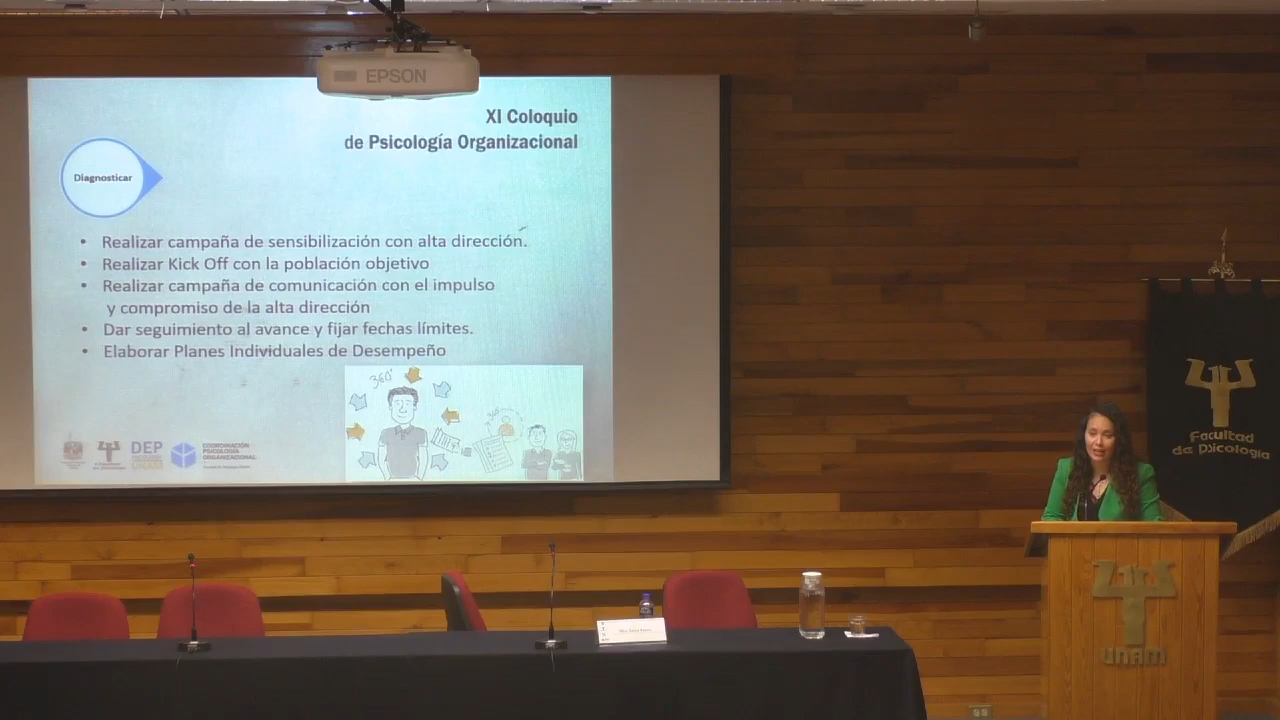 EPSON
XI Coloquio
de Psicología Organizacional
Diagnosticar
• Realizar campaña de sensibilización con alta dirección.
• Realizar Kick Off con la población objetivo
• Realizar campaña de comunicación con el impulso
y compromiso de la alta dirección
• Dar seguimiento al avance y fijar fechas límites.
• Elaborar Planes Individuales de Desempeño
360°
360°
DEP
UNAM
COORDINACIÓN
PSICOLOGÍA
ORGANIZACIONAL
Facultad
de Psicología
UNAM